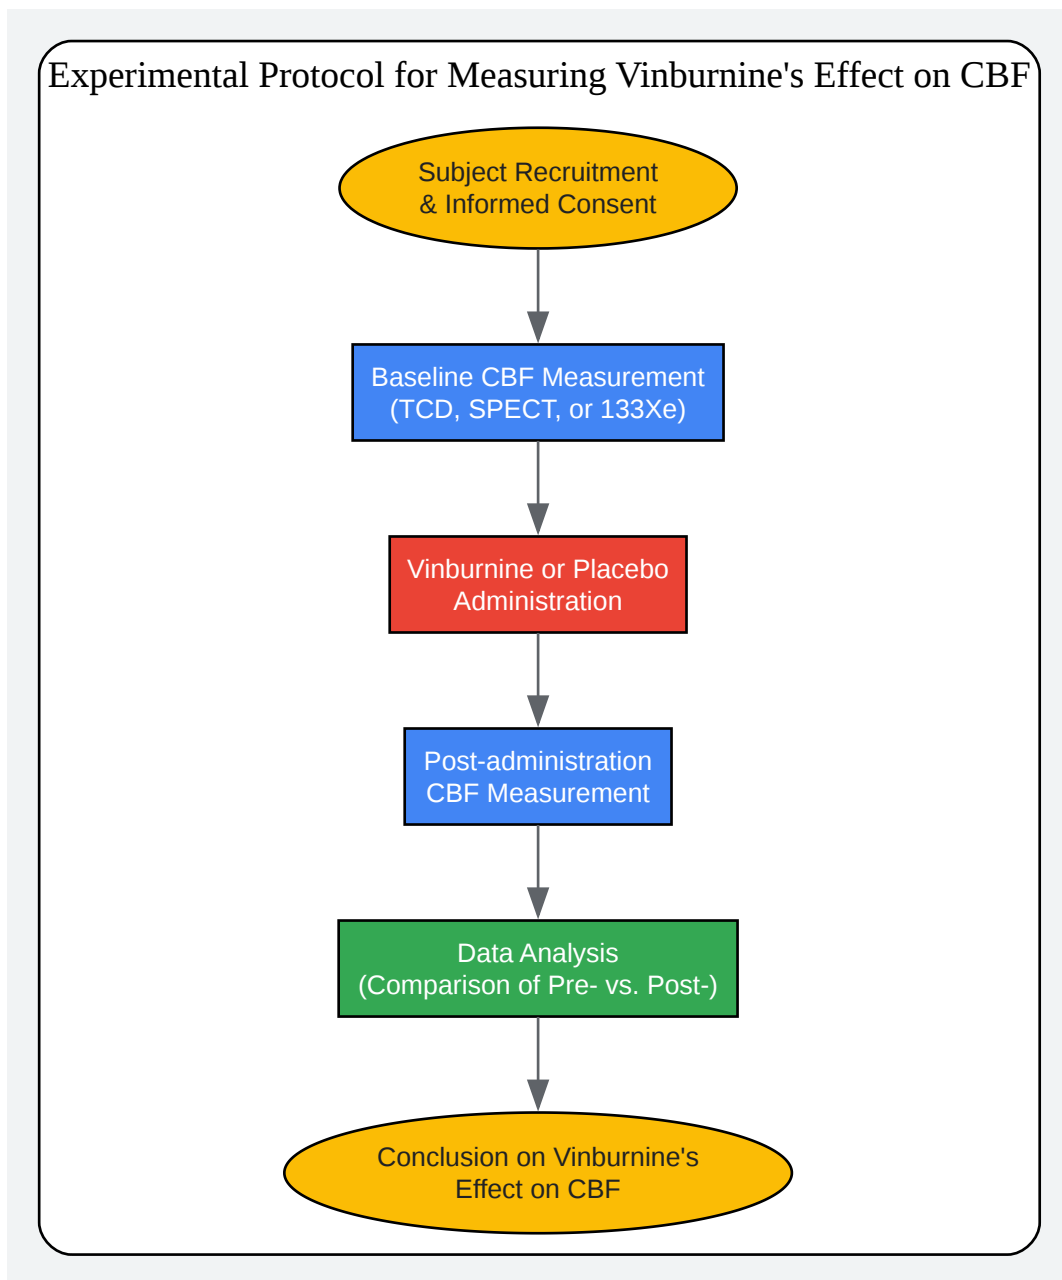 Experimental Protocol for Measuring Vinburnine's Effect on CBF
Subject Recruitment
& Informed Consent
Baseline CBF Measurement
(TCD, SPECT, or 133Xe)
Vinburnine or Placebo
Administration
Post-administration
CBF Measurement
Data Analysis
(Comparison of Pre- vs. Post-)
Conclusion on Vinburnine's
Effect on CBF